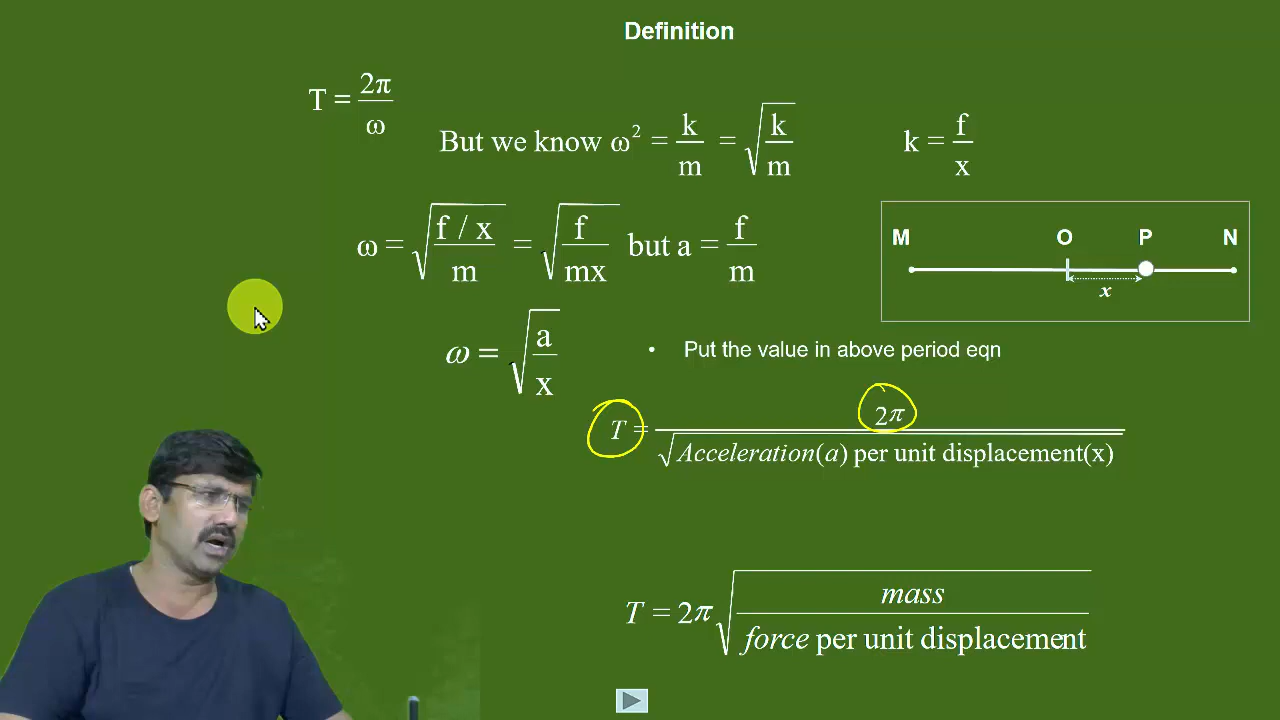 Definition
T = 2π / ω
But we know ω² = k/m = √(k/m)
k = f/x
ω = √((f / x)/m) = √(f/mx) but a = f/m
M O P N
x
ω = √(a/x)
• Put the value in above period eqn
T = 2π / √(Acceleration(a) per unit displacement(x))
T = 2π √(mass / force per unit displacement)